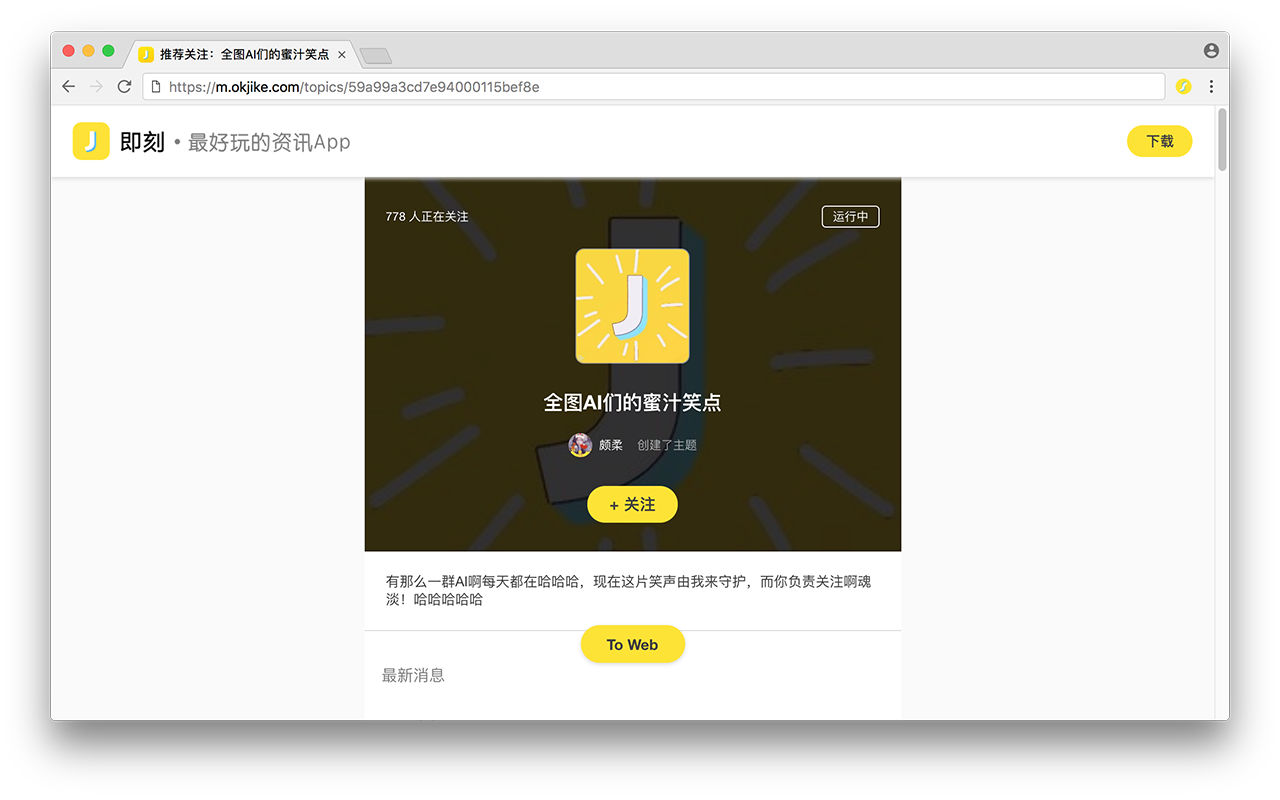 推荐关注：全图AI们的蜜汁笑点
https://m.okjike.com/topics/59a99a3cd7e94000115bef8e
即刻 • 最好玩的资讯App
下载
778 人正在关注
运行中
全图AI们的蜜汁笑点
颇柔 创建了主题
+ 关注
有那么一群AI啊每天都在哈哈哈，现在这片笑声由我来守护，而你负责关注啊魂
淡！哈哈哈哈哈
To Web
最新消息